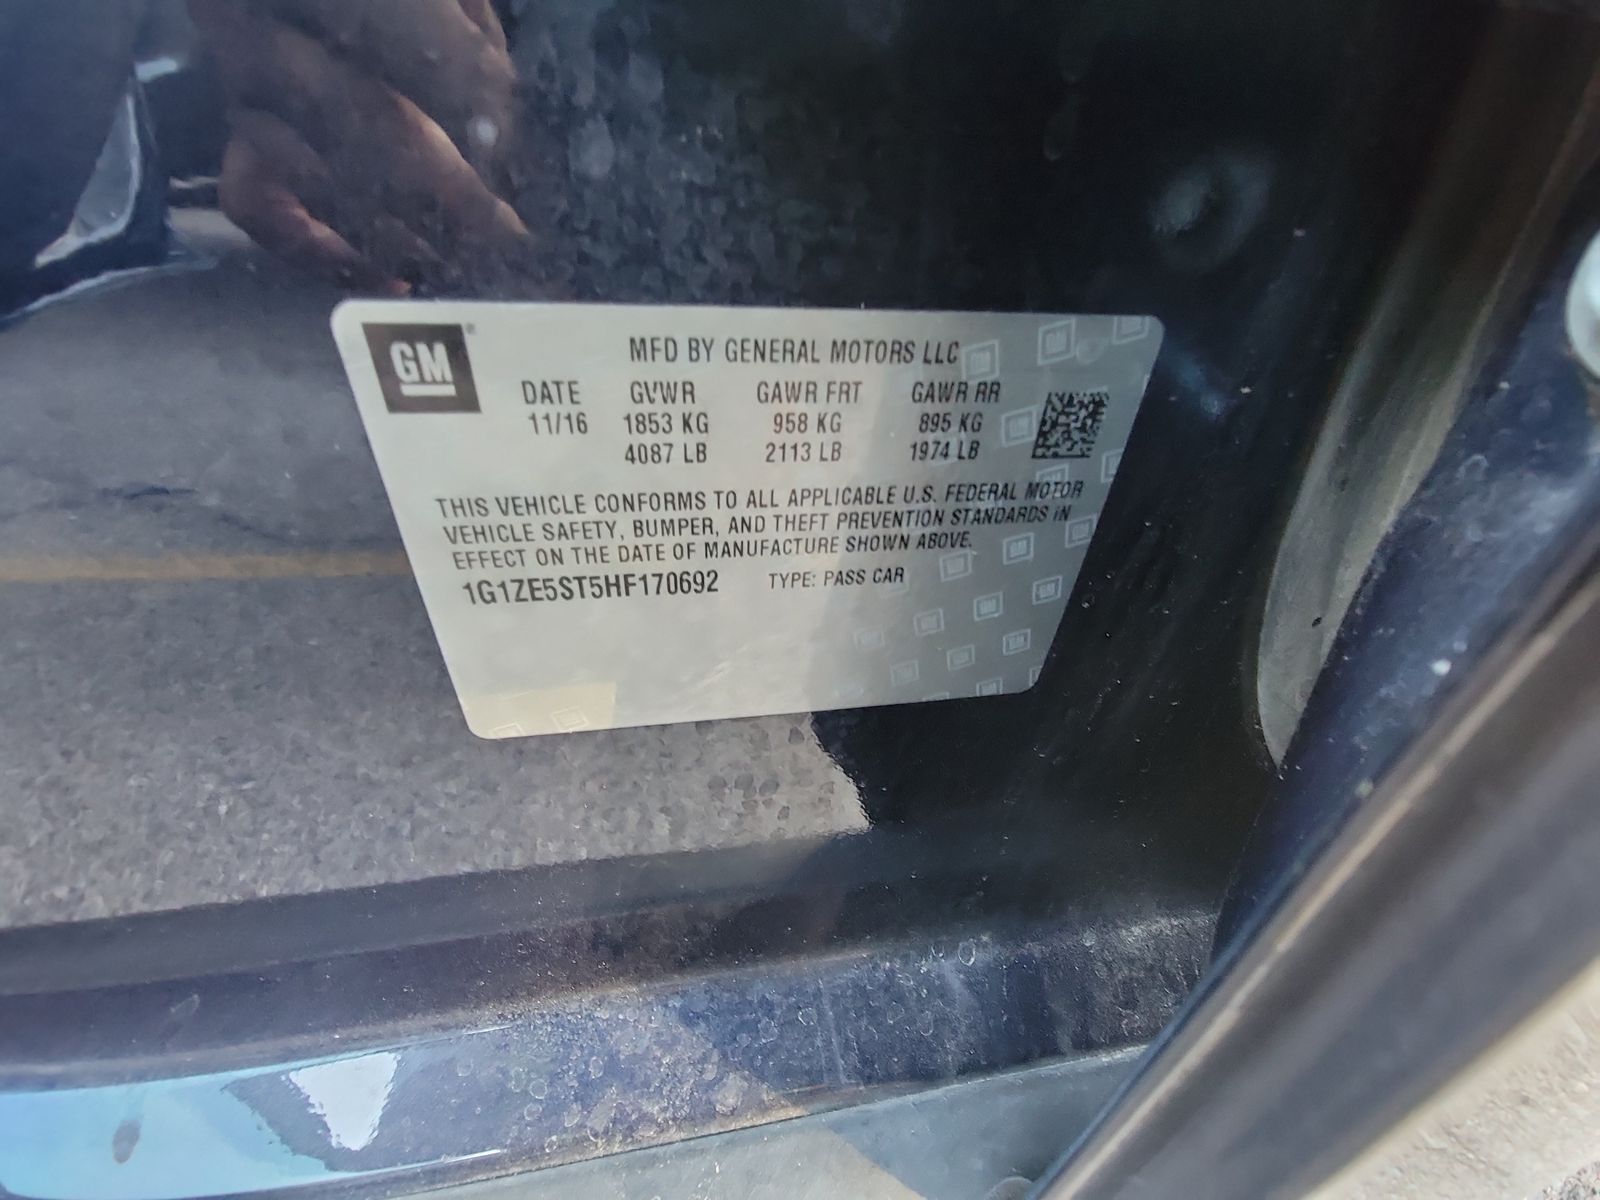 GM
MFD BY GENERAL MOTORS LLC
DATE GVWR GAWR FRT GAWR RR
11/16 1853 KG 958 KG 895 KG
4087 LB 2113 LB 1974 LB
THIS VEHICLE CONFORMS TO ALL APPLICABLE U.S. FEDERAL MOTOR
VEHICLE SAFETY, BUMPER, AND THEFT PREVENTION STANDARDS IN
EFFECT ON THE DATE OF MANUFACTURE SHOWN ABOVE.
1G1ZE5ST5HF170692 TYPE: PASS CAR